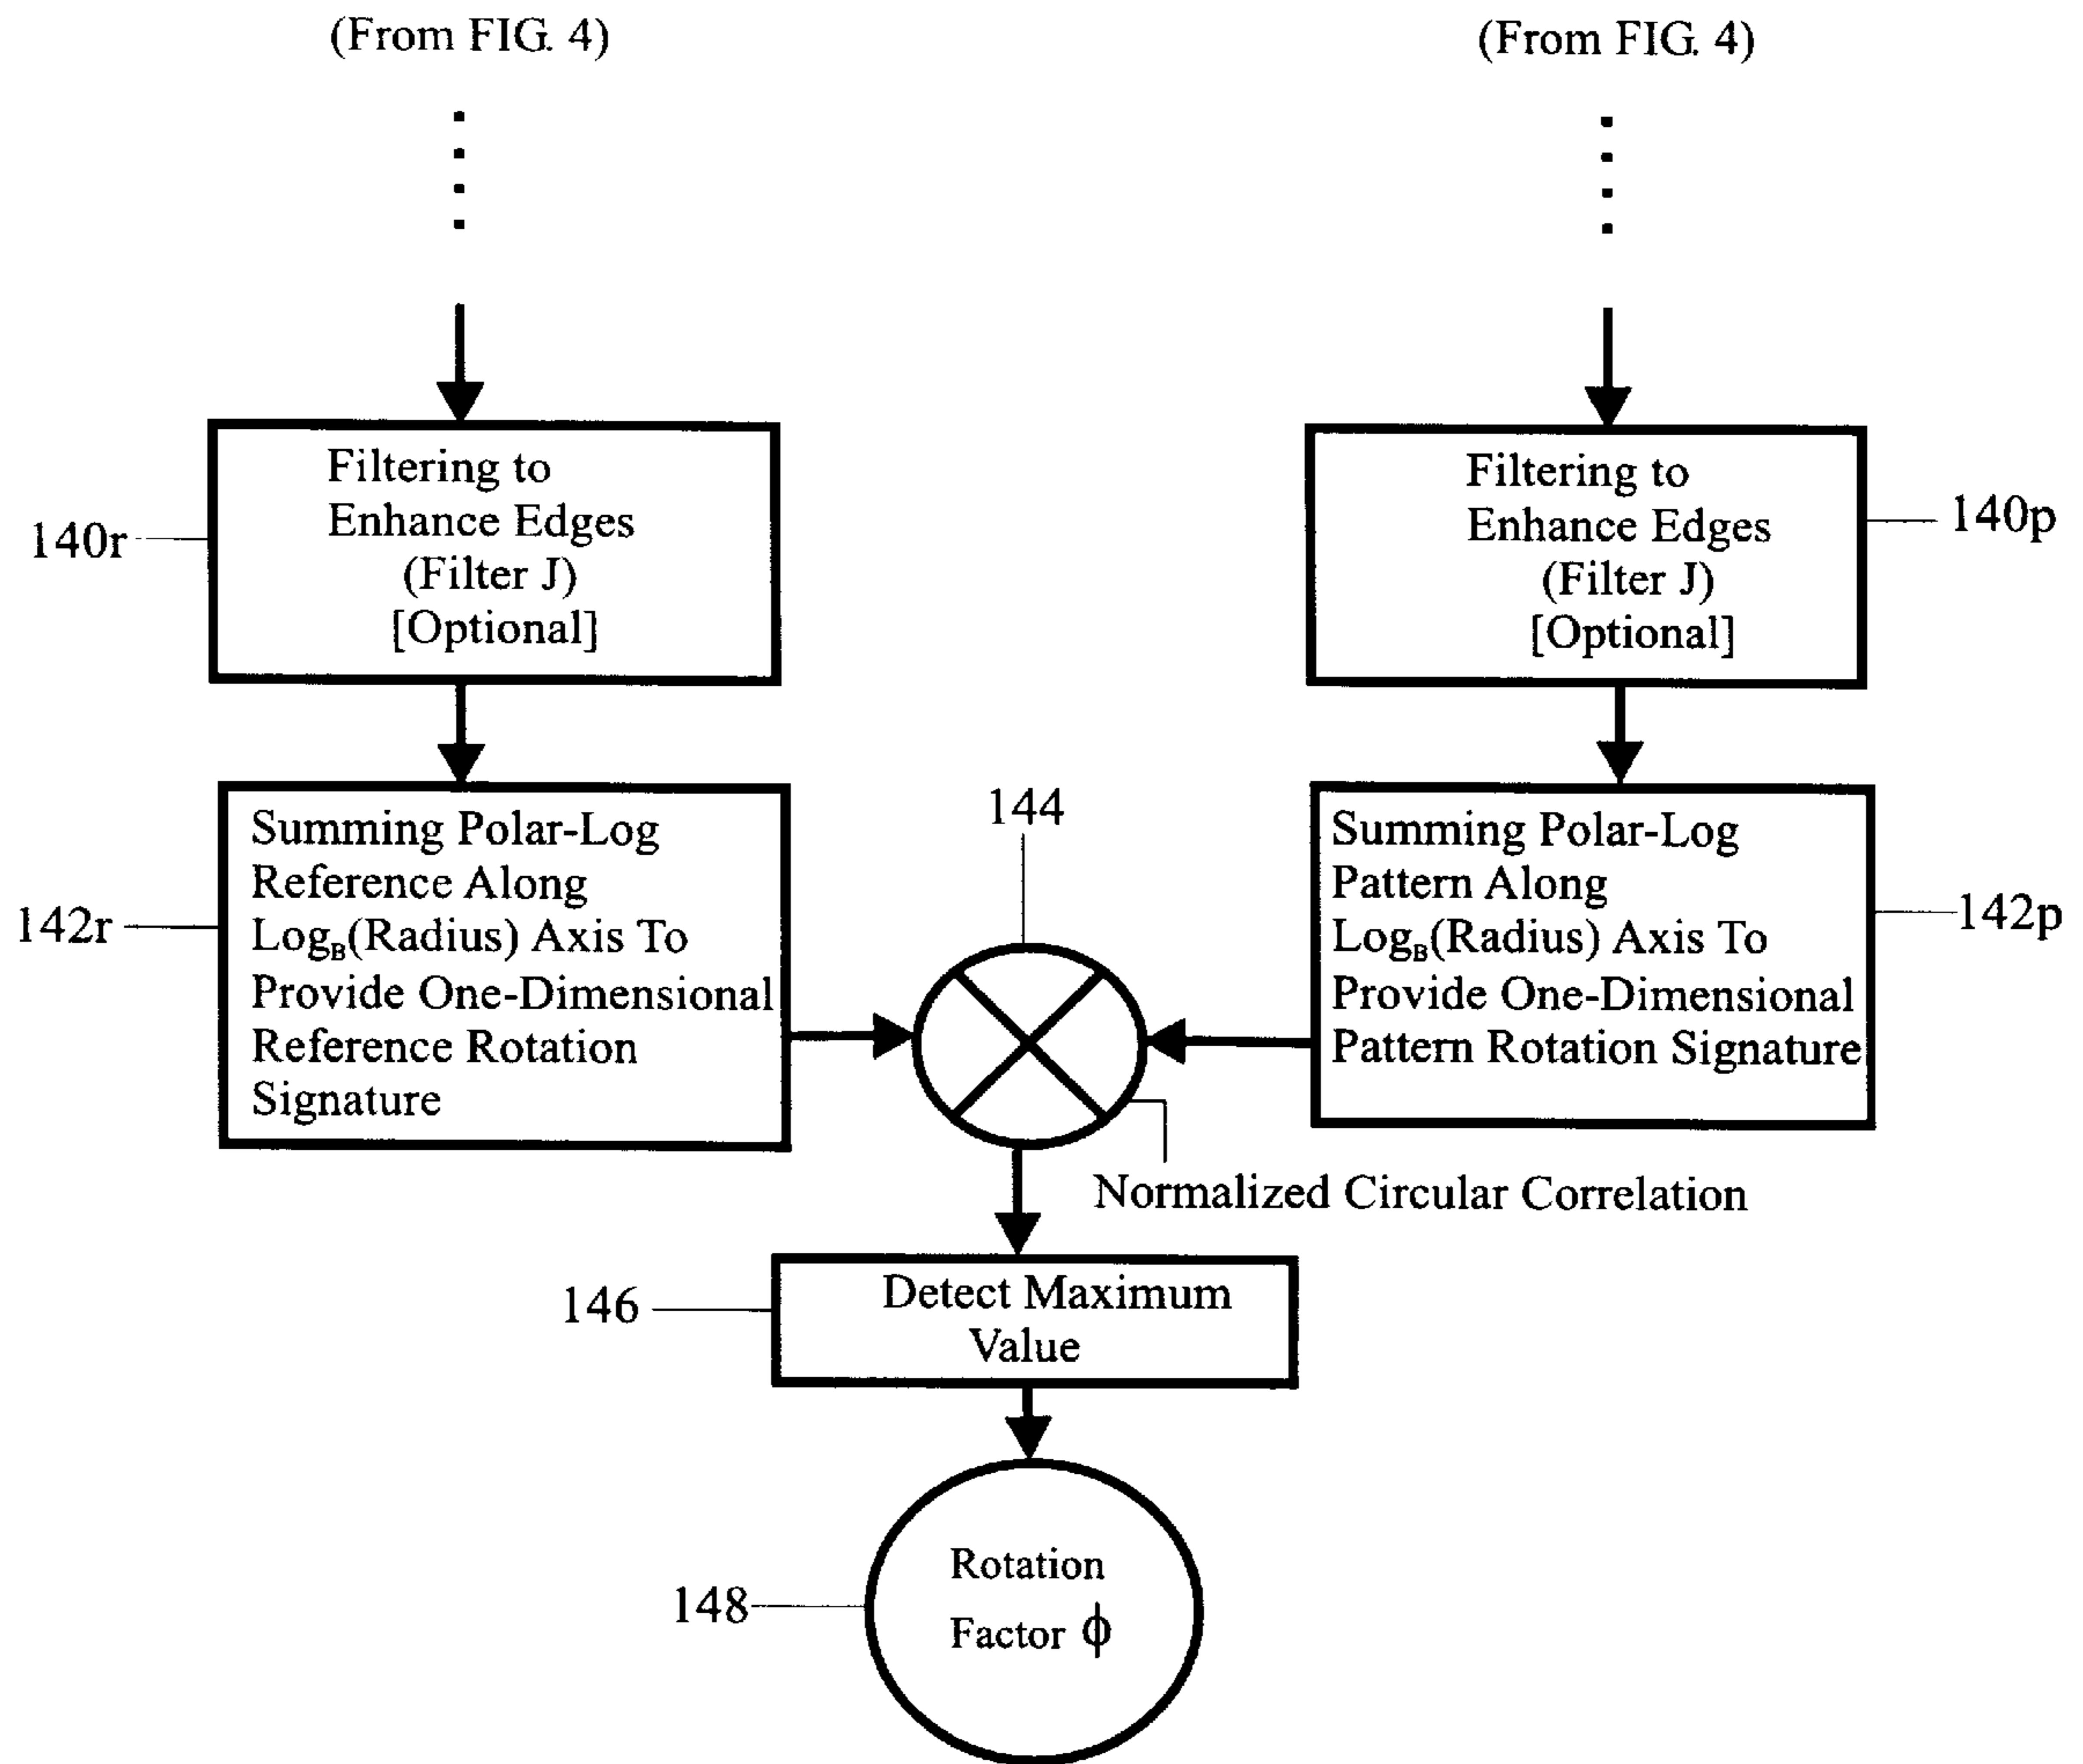 (From FIG. 4)
(From FIG. 4)
Filtering to
Enhance Edges
(Filter J)
[Optional]
140r
Filtering to
Enhance Edges
(Filter J)
[Optional]
140p
Summing Polar-Log
Reference Along
LogB(Radius) Axis To
Provide One-Dimensional
Reference Rotation
Signature
142r
144
Summing Polar-Log
Pattern Along
LogB(Radius) Axis To
Provide One-Dimensional
Pattern Rotation Signature
142p
Normalized Circular Correlation
146
Detect Maximum
Value
148
Rotation
Factor ϕ